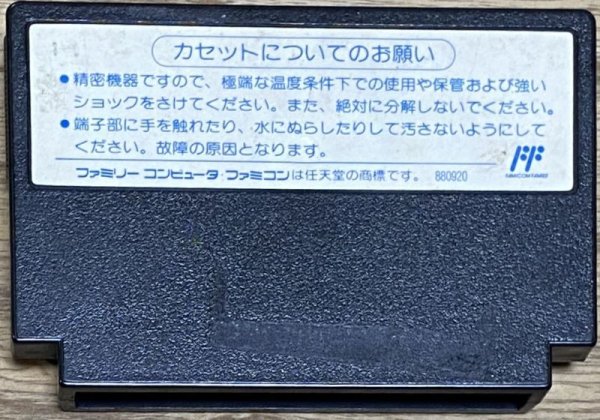 カセットについてのお願い
●精密機器ですので、極端な温度条件下での使用や保管および強い
ショックをさけてください。また、絶対に分解しないでください。
●端子部に手を触れたり、水にぬらしたりして汚さないようにして
ください。故障の原因となります。
ファミリーコンピュータ・ファミコンは任天堂の商標です。 880920
FF